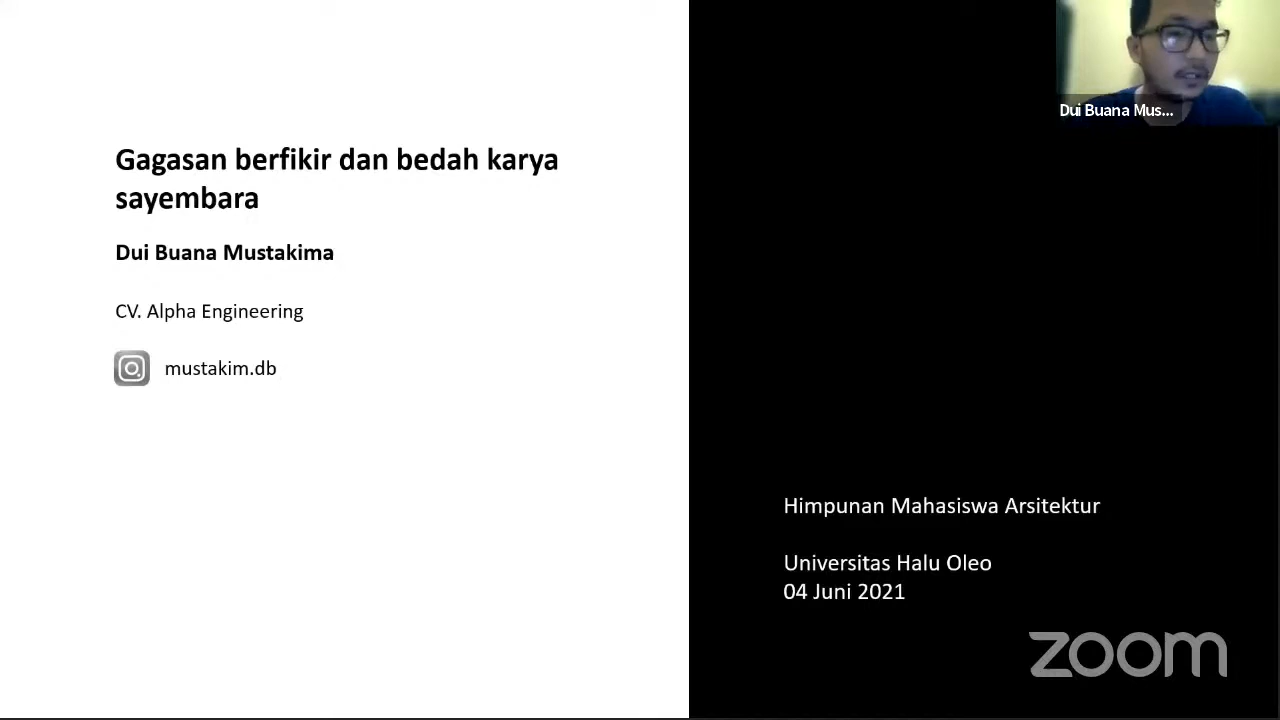 Gagasan berfikir dan bedah karya
sayembara
Dui Buana Mustakima
CV. Alpha Engineering
mustakim.db
Dui Buana Mus...
Himpunan Mahasiswa Arsitektur
Universitas Halu Oleo
04 Juni 2021
zoom